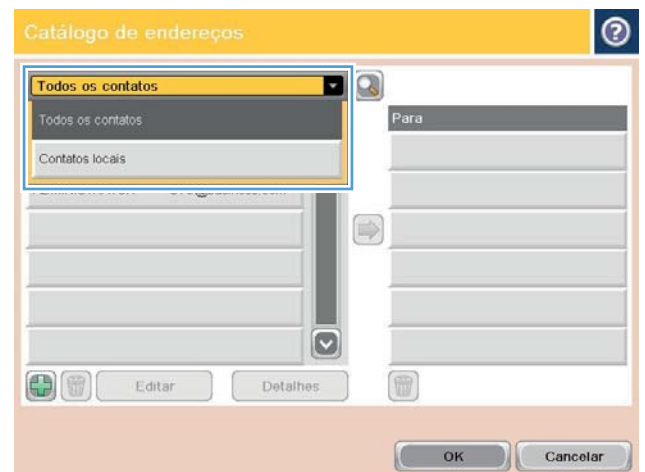 Catálogo de endereços
Todos os contatos
Todos os contatos
Contatos locais
Para
Editar
Detalhes
OK
Cancelar